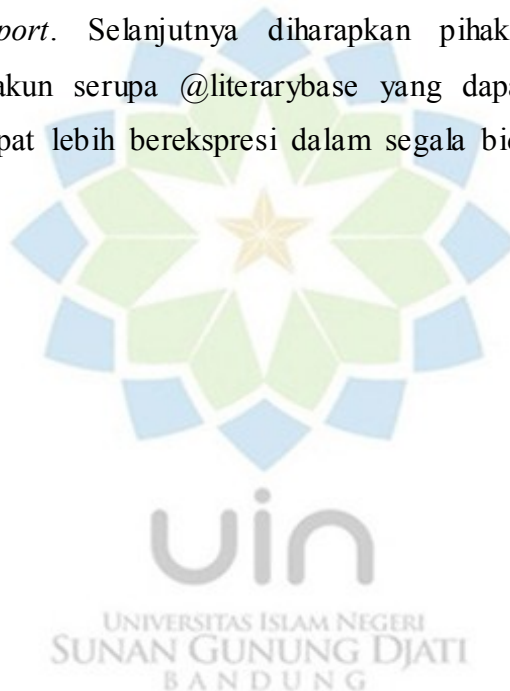 port. Selanjutnya diharapkan pihak
akun serupa @literarybase yang dapa
pat lebih berekspresi dalam segala bid
uin
UNIVERSITAS ISLAM NEGERI
SUNAN GUNUNG DJATI
BANDUNG